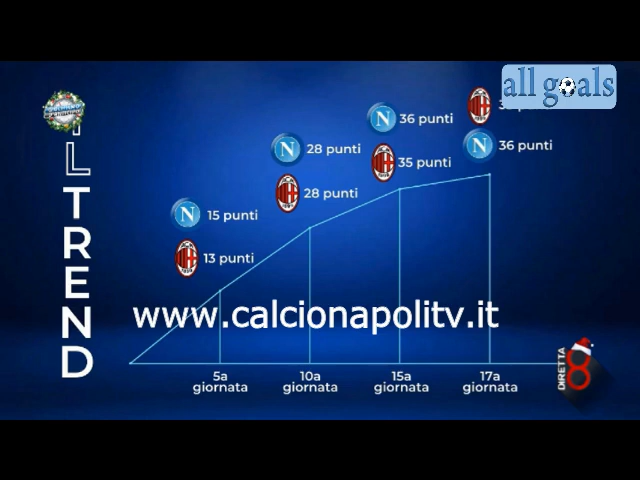 all goals
IL TREND
N 36 punti
N 28 punti
35 punti
N 36 punti
28 punti
N 15 punti
13 punti
www.calcionapolitv.it
5a giornata
10a giornata
15a giornata
17a giornata
DIRETTA 8